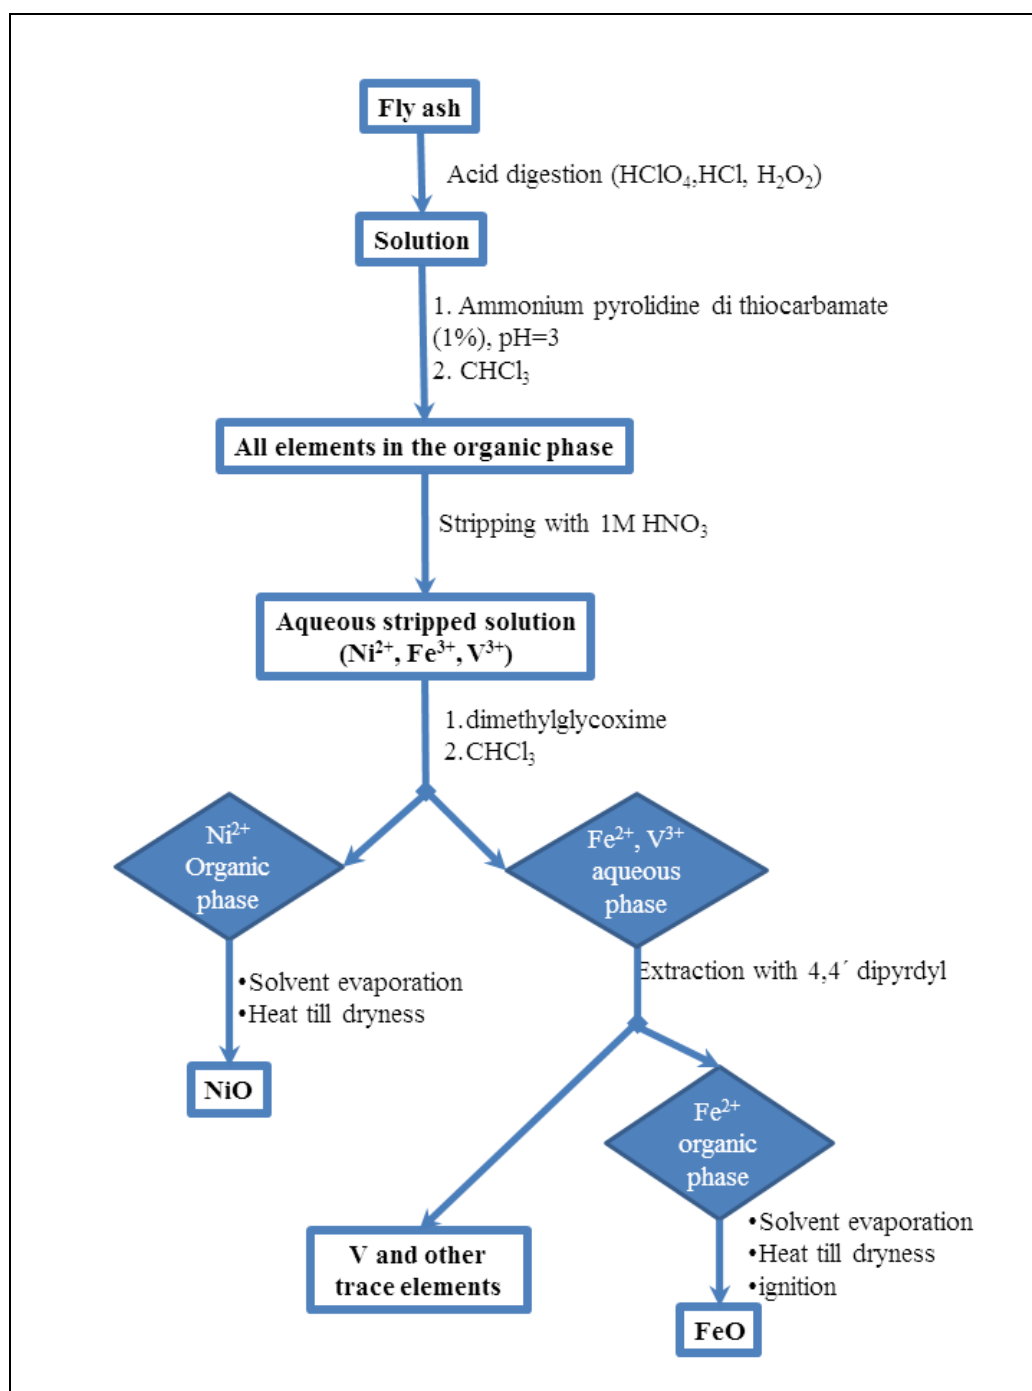 Fly ash
Acid digestion (HClO₄,HCl, H₂O₂)
Solution
1. Ammonium pyrolidine di thiocarbamate
(1%), pH=3
2. CHCl₃
All elements in the organic phase
Stripping with 1M HNO₃
Aqueous stripped solution
(Ni²⁺, Fe³⁺, V³⁺)
1.dimethylglycoxime
2.CHCl₃
Ni²⁺
Organic
phase
Fe²⁺, V³⁺
aqueous
phase
•Solvent evaporation
•Heat till dryness
Extraction with 4,4´ dipyrdyl
NiO
Fe²⁺
organic
phase
V and other
trace elements
•Solvent evaporation
•Heat till dryness
•ignition
FeO